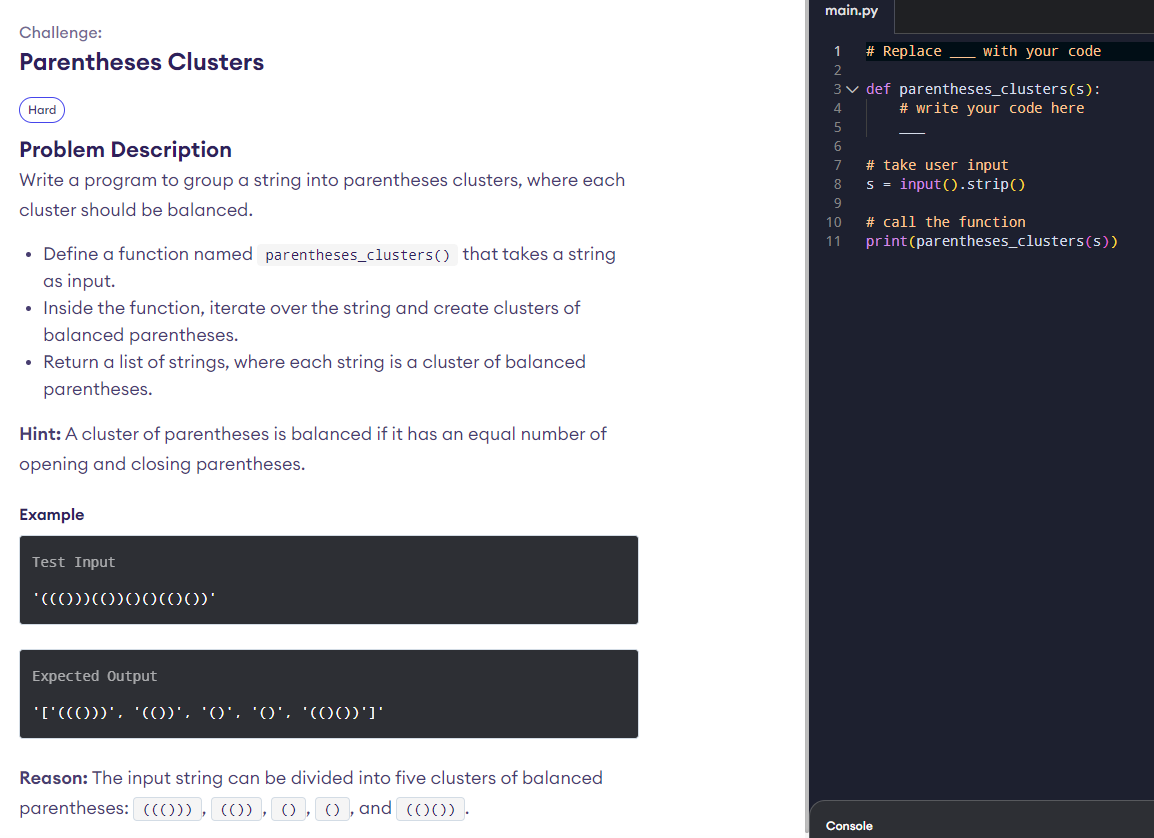 Challenge:
Parentheses Clusters
Hard
Problem Description
Write a program to group a string into parentheses clusters, where each
cluster should be balanced.
• Define a function named parentheses_clusters() that takes a string
as input.
• Inside the function, iterate over the string and create clusters of
balanced parentheses.
• Return a list of strings, where each string is a cluster of balanced
parentheses.
Hint: A cluster of parentheses is balanced if it has an equal number of
opening and closing parentheses.
Example
Test Input
'((()))(())()()(()())'
Expected Output
'['((()))', '(())', '()', '()', '(()())']'
Reason: The input string can be divided into five clusters of balanced
parentheses: ((())), (()), (), (), and (()()).
main.py
1 # Replace ___ with your code
2
3 def parentheses_clusters(s):
4     # write your code here
5     ___
6
7 # take user input
8 s = input().strip()
9
10 # call the function
11 print(parentheses_clusters(s))
Console